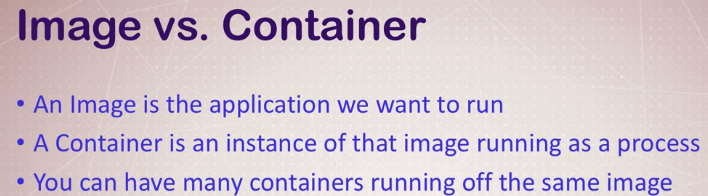 Image vs. Container
• An Image is the application we want to run
• A Container is an instance of that image running as a process
• You can have many containers running off the same image